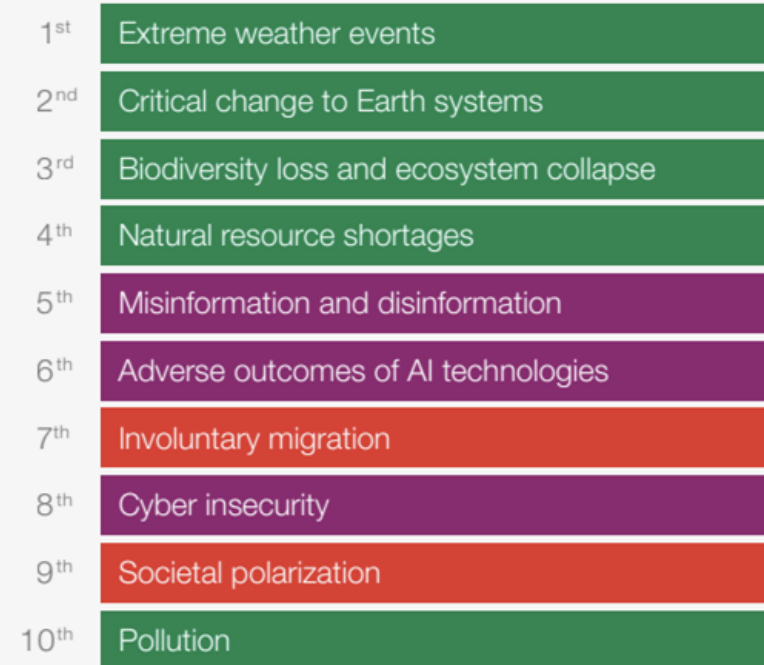 1st Extreme weather events
2nd Critical change to Earth systems
3rd Biodiversity loss and ecosystem collapse
4th Natural resource shortages
5th Misinformation and disinformation
6th Adverse outcomes of AI technologies
7th Involuntary migration
8th Cyber insecurity
9th Societal polarization
10th Pollution